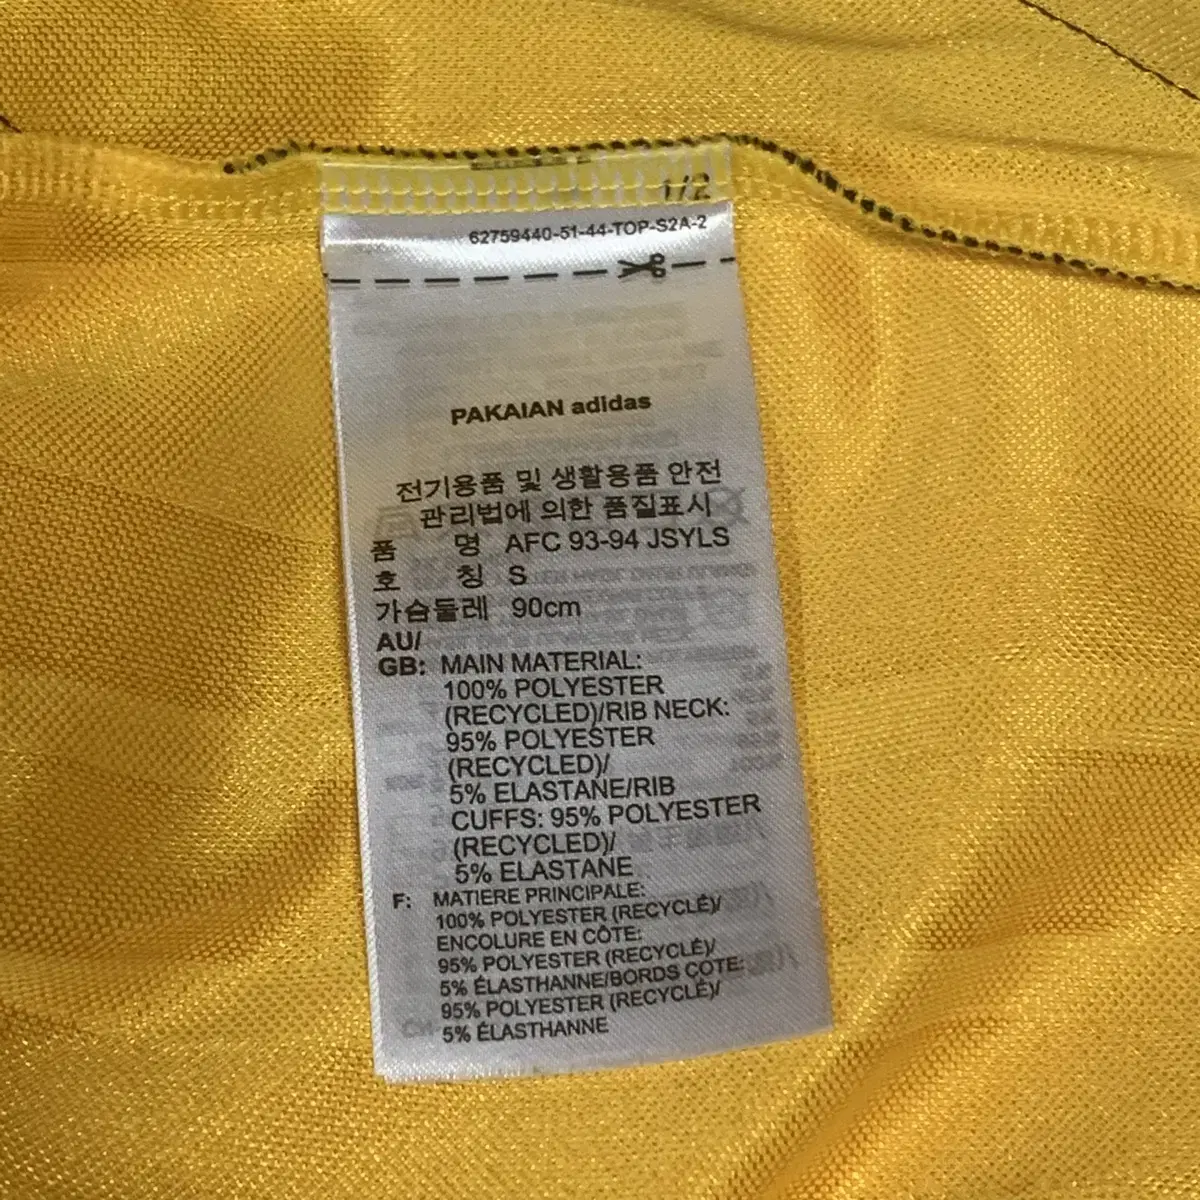 1/2
62759440-51-44-TOP-S2A-2
PAKAIAN adidas
전기용품 및 생활용품 안전
관리법에 의한 품질표시
품 명 AFC 93-94 JSYLS
호 칭 S
가슴둘레 90cm
AU/
GB: MAIN MATERIAL:
100% POLYESTER
(RECYCLED)/RIB NECK:
95% POLYESTER
(RECYCLED)/
5% ELASTANE/RIB
CUFFS: 95% POLYESTER
(RECYCLED)/
5% ELASTANE
F: MATIERE PRINCIPALE:
100% POLYESTER (RECYCLÉ)/
ENCOLURE EN CÔTE:
95% POLYESTER (RECYCLÉ)/
5% ÉLASTHANNE/BORDS COTE:
95% POLYESTER (RECYCLÉ)/
5% ÉLASTHANNE